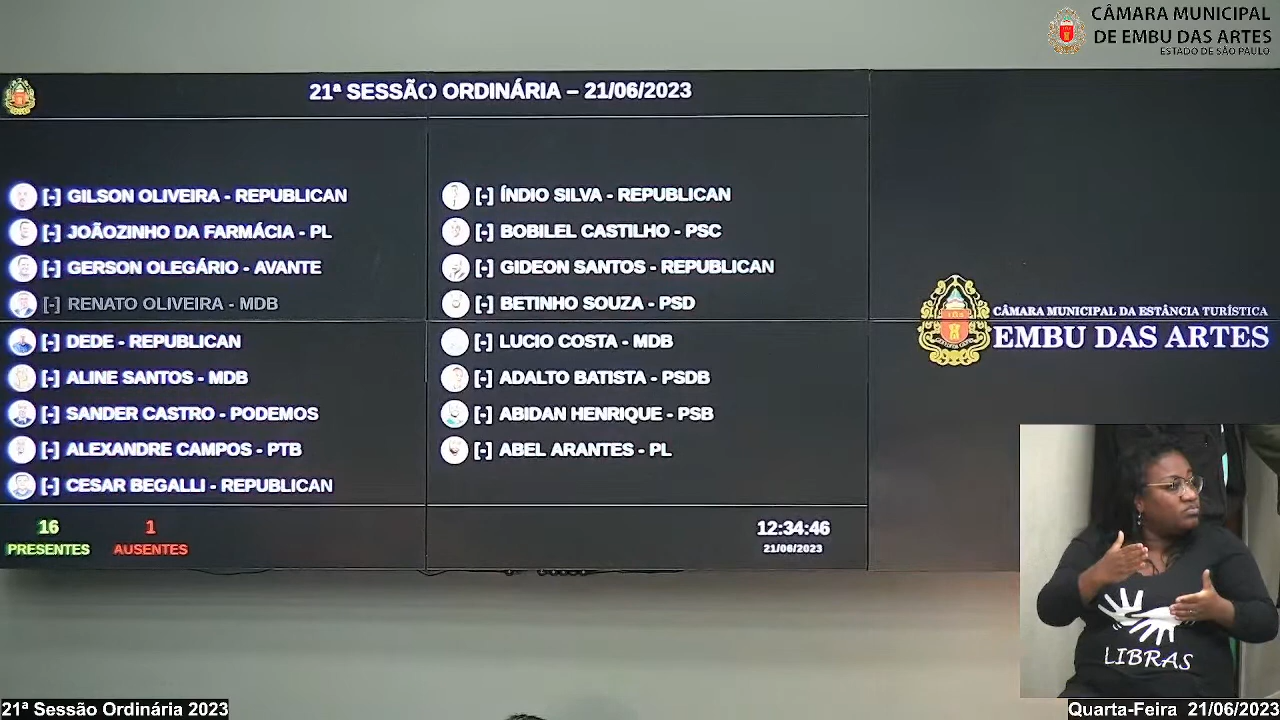 CÂMARA MUNICIPAL
DE EMBU DAS ARTES
ESTADO DE SÃO PAULO
21ª SESSÃO ORDINÁRIA – 21/06/2023
[-] GILSON OLIVEIRA - REPUBLICAN
[-] JOÃOZINHO DA FARMÁCIA - PL
[-] GERSON OLEGÁRIO - AVANTE
[-] RENATO OLIVEIRA - MDB
[-] DEDE - REPUBLICAN
[-] ALINE SANTOS - MDB
[-] SANDER CASTRO - PODEMOS
[-] ALEXANDRE CAMPOS - PTB
[-] CESAR BEGALLI - REPUBLICAN
[-] ÍNDIO SILVA - REPUBLICAN
[-] BOBILEL CASTILHO - PSC
[-] GIDEON SANTOS - REPUBLICAN
[-] BETINHO SOUZA - PSD
[-] LUCIO COSTA - MDB
[-] ADALTO BATISTA - PSDB
[-] ABIDAN HENRIQUE - PSB
[-] ABEL ARANTES - PL
16
PRESENTES
1
AUSENTES
12:34:46
21/06/2023
CÂMARA MUNICIPAL DA ESTÂNCIA TURÍSTICA
EMBU DAS ARTES
LIBRAS
21ª Sessão Ordinária 2023
Quarta-Feira 21/06/2023